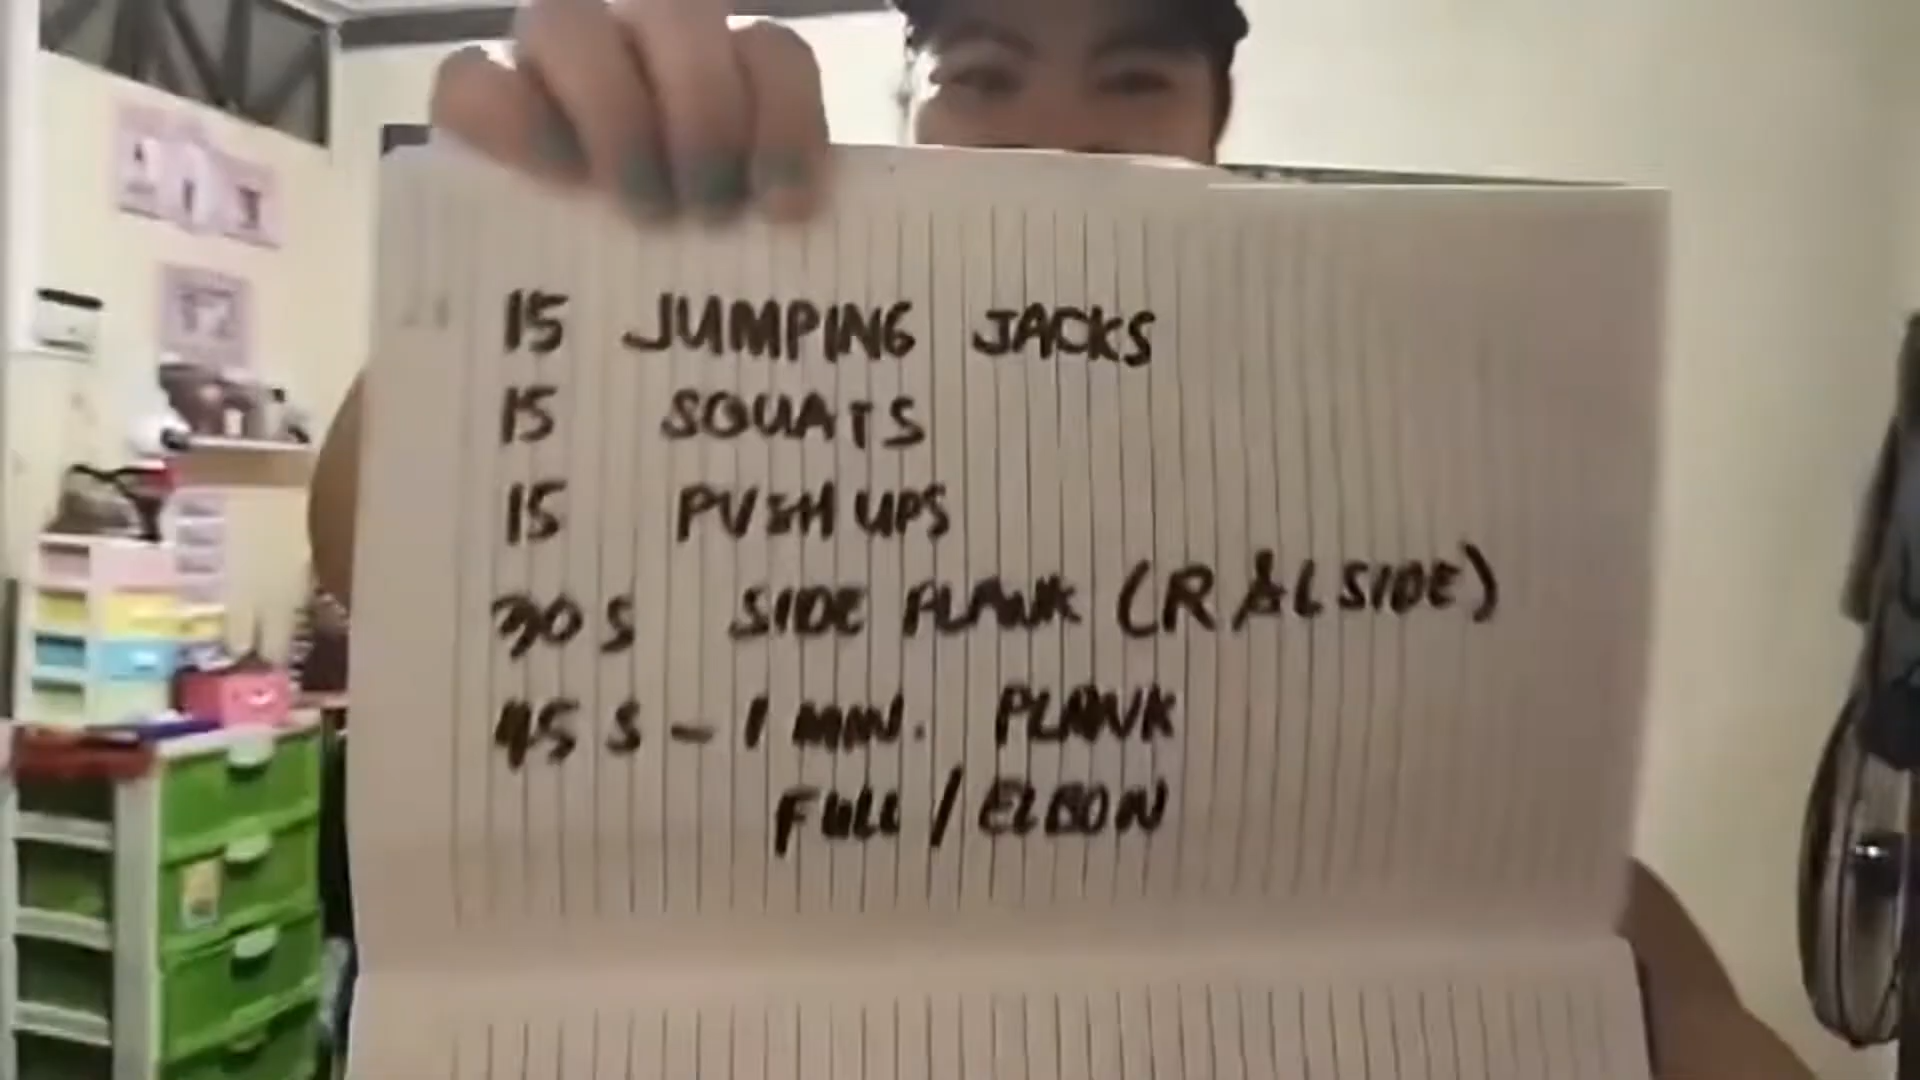 15 JUMPING JACKS
15 SQUATS
15 PUSH UPS
30 S SIDE PLANK (R & L SIDE)
45 S - 1 MIN. PLANK
FULL / ELBOW